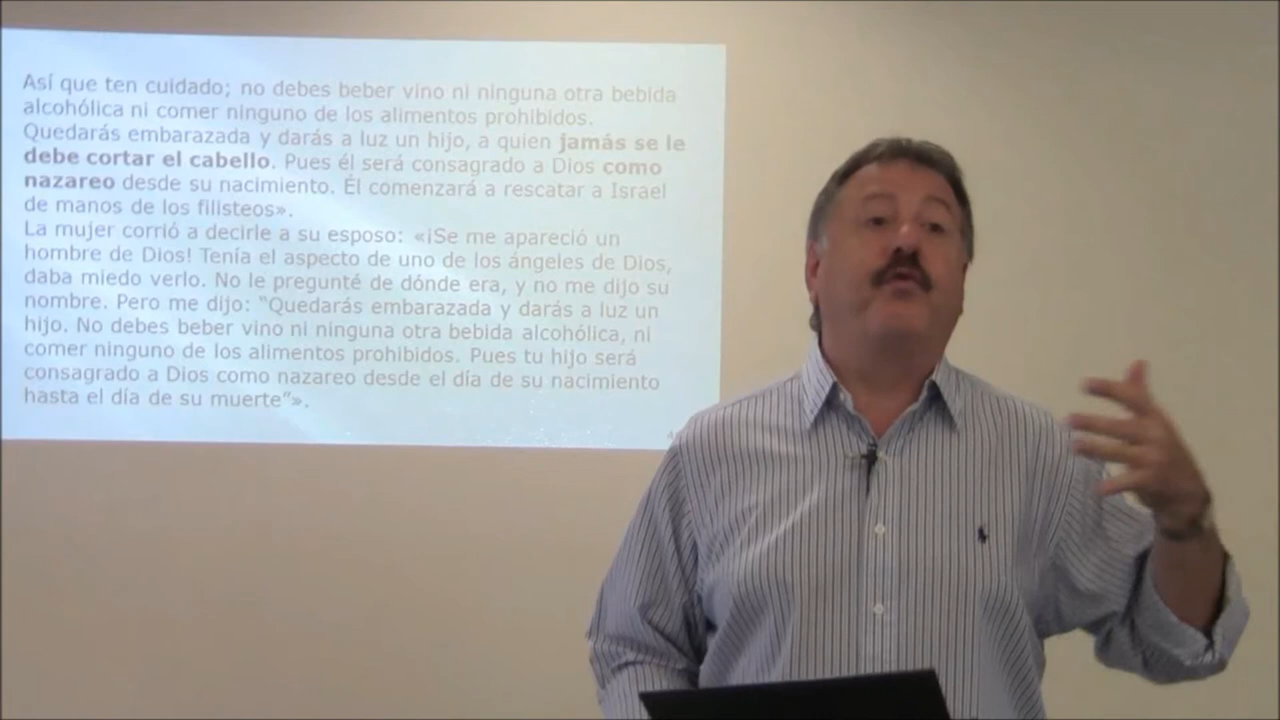 Así que ten cuidado; no debes beber vino ni ninguna otra bebida
alcohólica ni comer ninguno de los alimentos prohibidos.
Quedarás embarazada y darás a luz un hijo, a quien jamás se le
debe cortar el cabello. Pues él será consagrado a Dios como
nazareo desde su nacimiento. Él comenzará a rescatar a Israel
de manos de los filisteos».
La mujer corrió a decirle a su esposo: «¡Se me apareció un
hombre de Dios! Tenía el aspecto de uno de los ángeles de Dios,
daba miedo verlo. No le pregunté de dónde era, y no me dijo su
nombre. Pero me dijo: “Quedarás embarazada y darás a luz un
hijo. No debes beber vino ni ninguna otra bebida alcohólica, ni
comer ninguno de los alimentos prohibidos. Pues tu hijo será
consagrado a Dios como nazareo desde el día de su nacimiento
hasta el día de su muerte”».